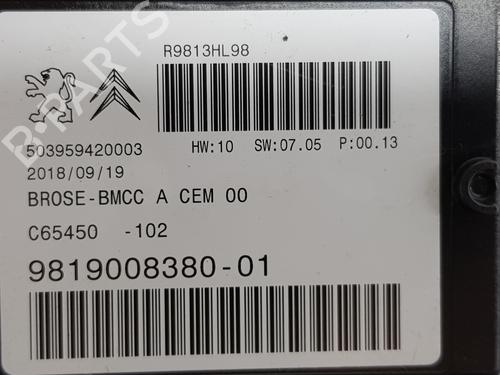 R9813HL98
503959420003
HW:10 SW:07.05 P:00.13
2018/09/19
BROSE-BMCC A CEM 00
C65450 -102
9819008380-01
B-PARTS